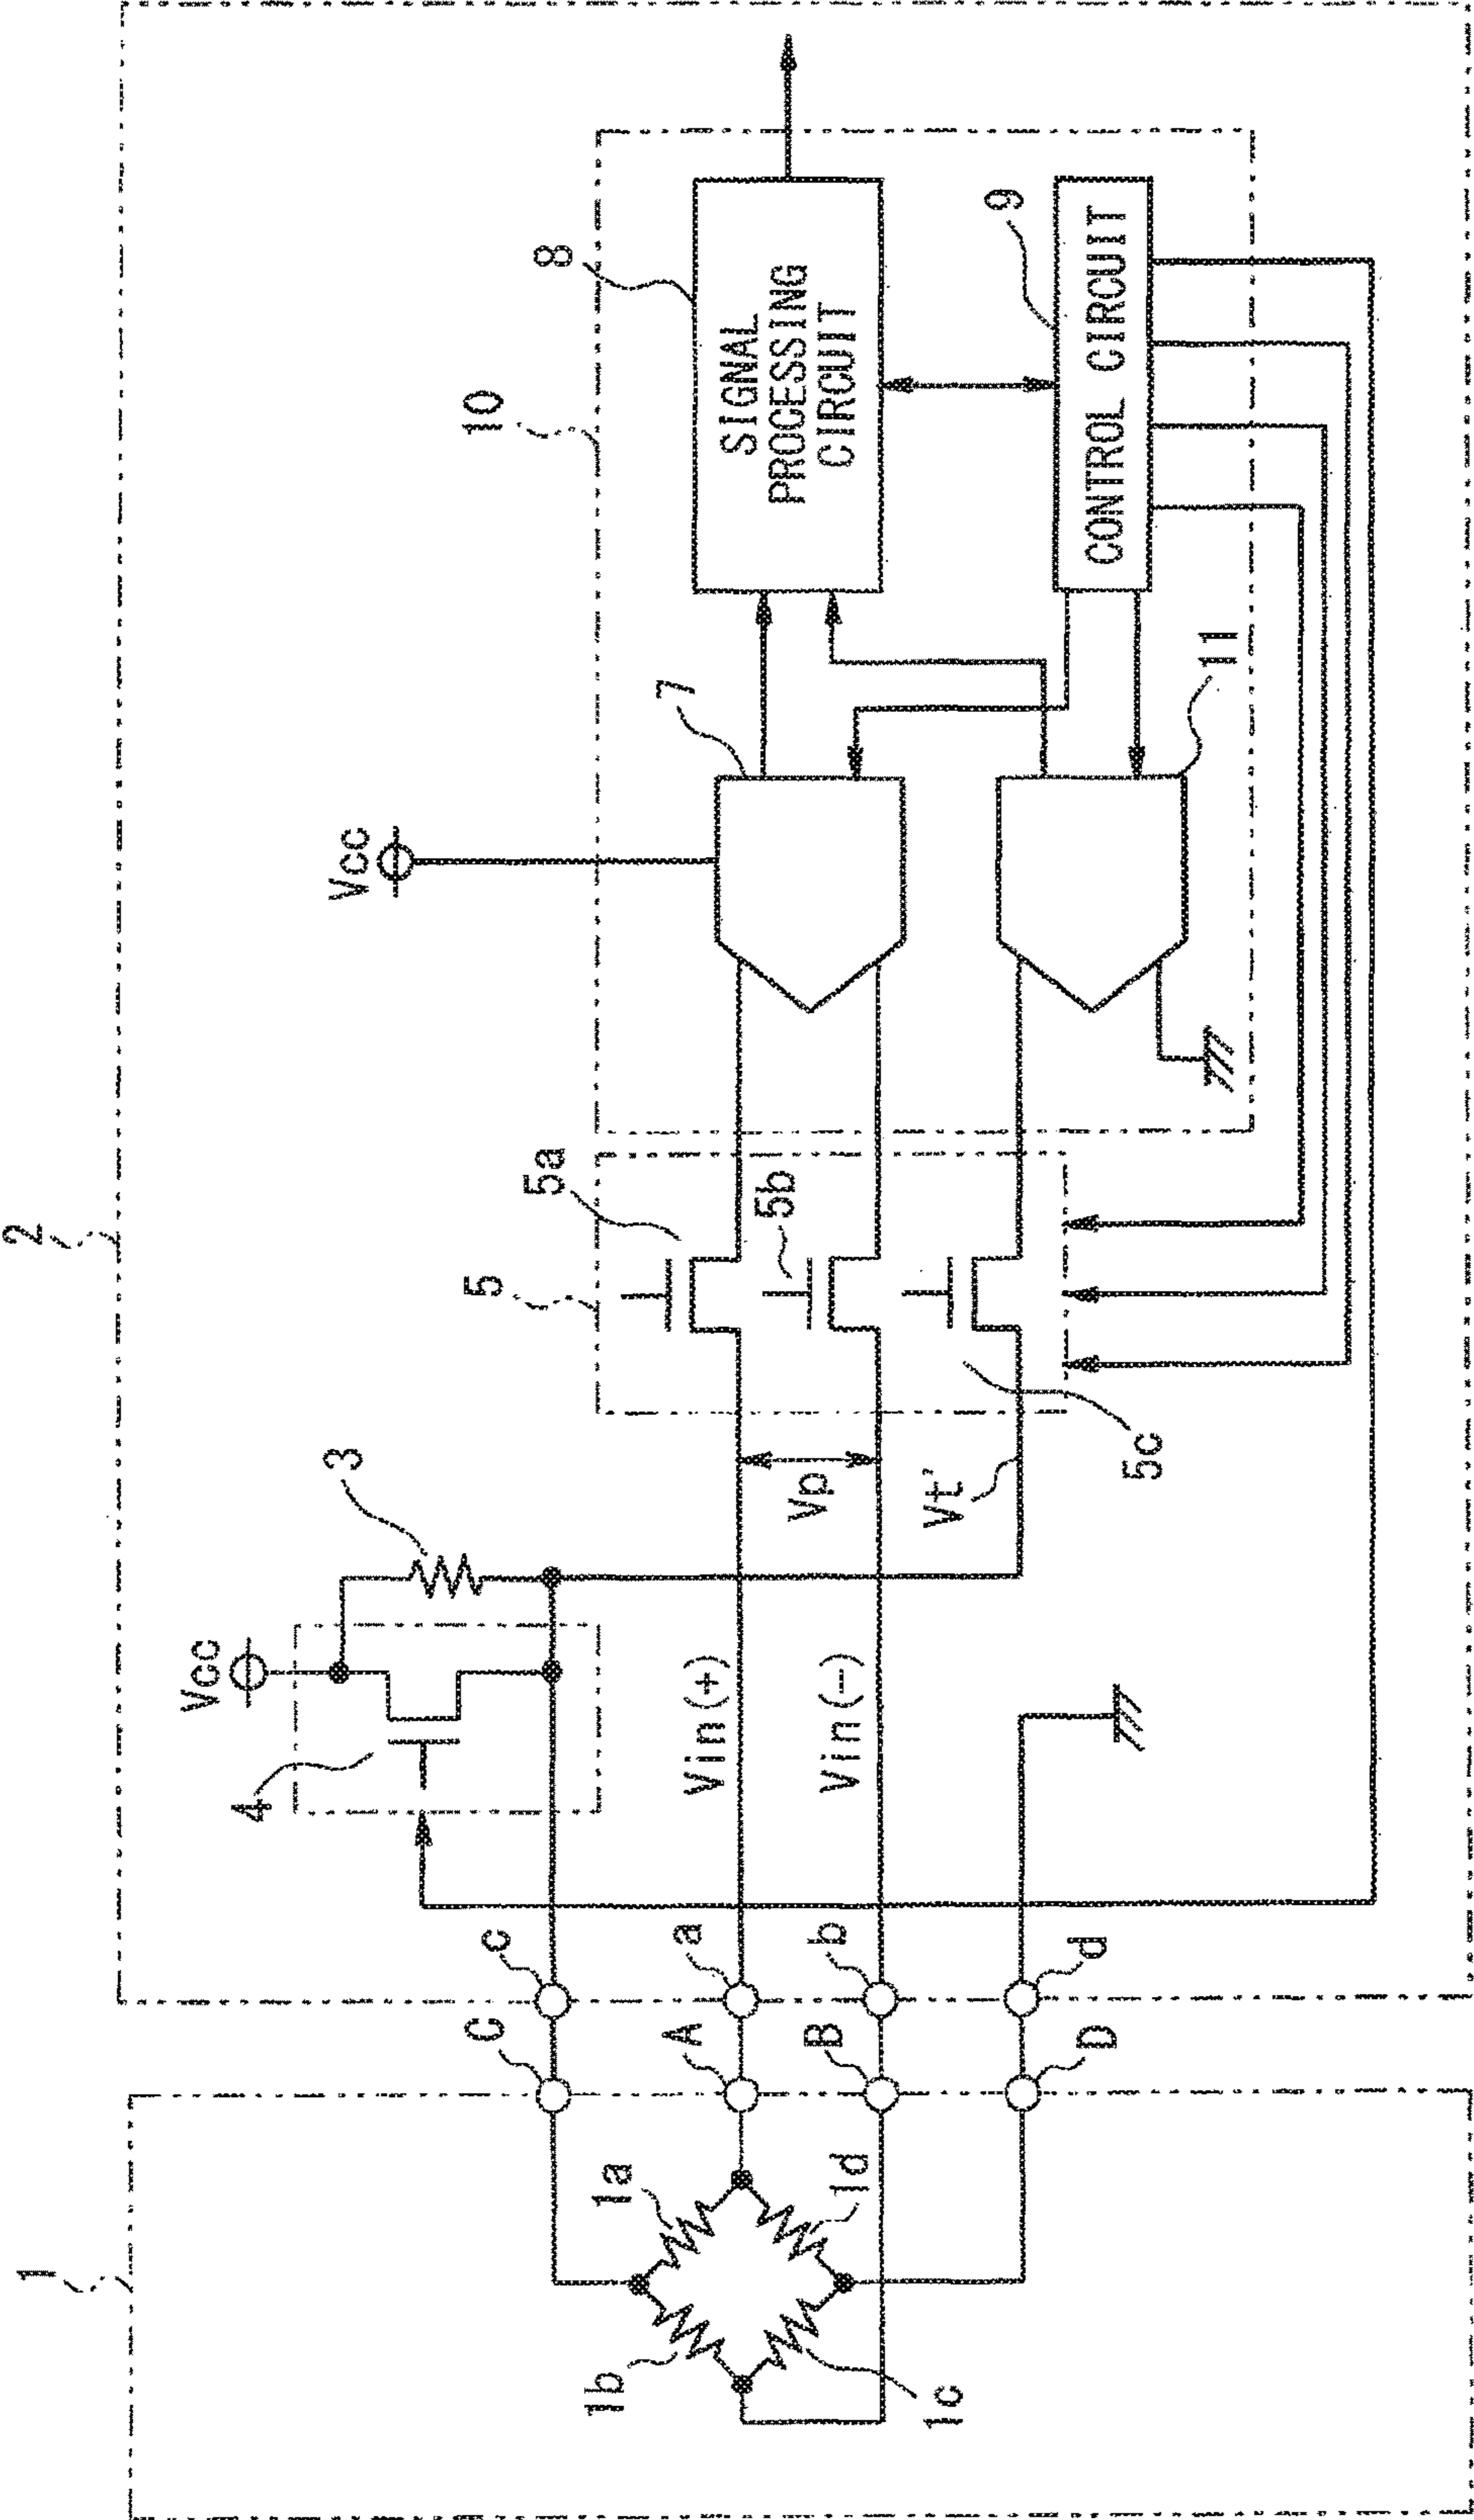 2
10
8
SIGNAL
PROCESSING
CIRCUIT
9
CONTROL CIRCUIT
7
11
Vcc
5
5a
5b
5c
Vp
Vt'
3
Vcc
4
Vin(+)
Vin(-)
c
a
b
d
C
A
B
D
1
1a
1b
1c
1d